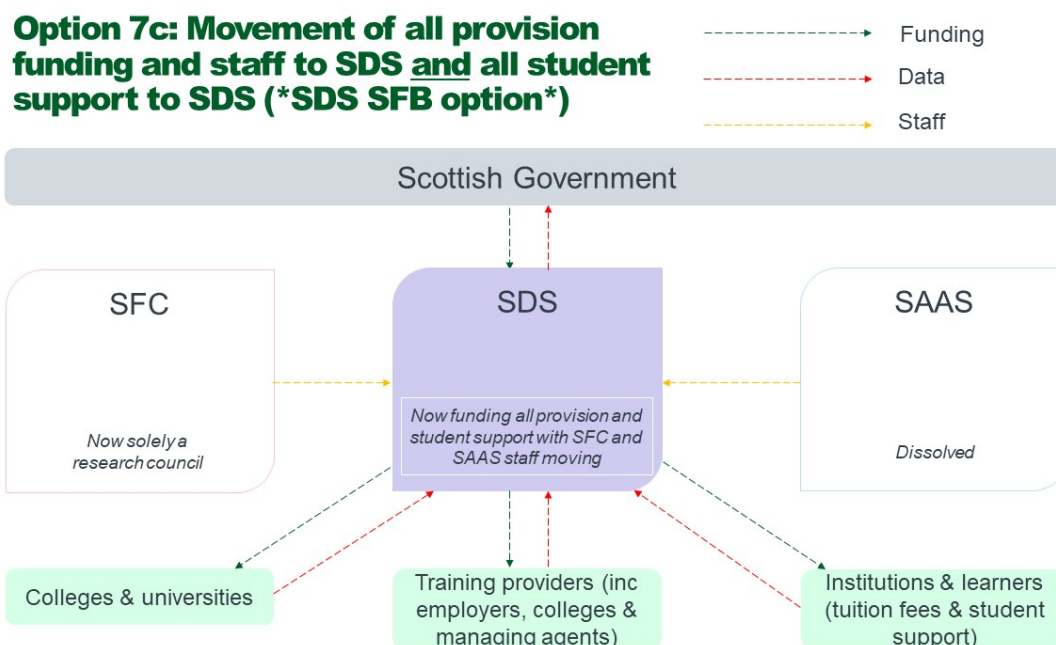 Option 7c: Movement of all provision
funding and staff to SDS and all student
support to SDS (*SDS SFB option*)
Funding
Data
Staff
Scottish Government
SFC
Now solely a
research council
SDS
Now funding all provision and
student support with SFC and
SAAS staff moving
SAAS
Dissolved
Colleges & universities
Training providers (inc
employers, colleges &
managing agents)
Institutions & learners
(tuition fees & student
support)